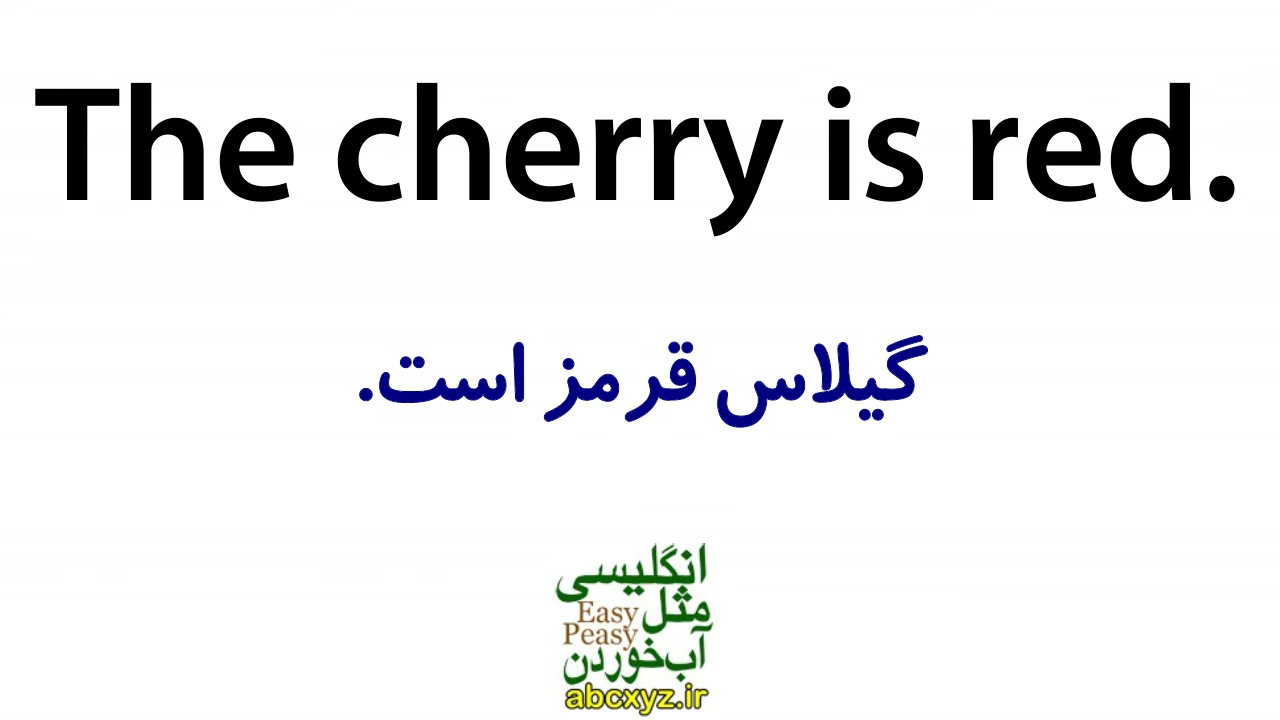 The cherry is red.
گیلاس قرمز است.
انگلیسی
مثل Easy
Peasy
آب‌خوردن
abcxyz.ir